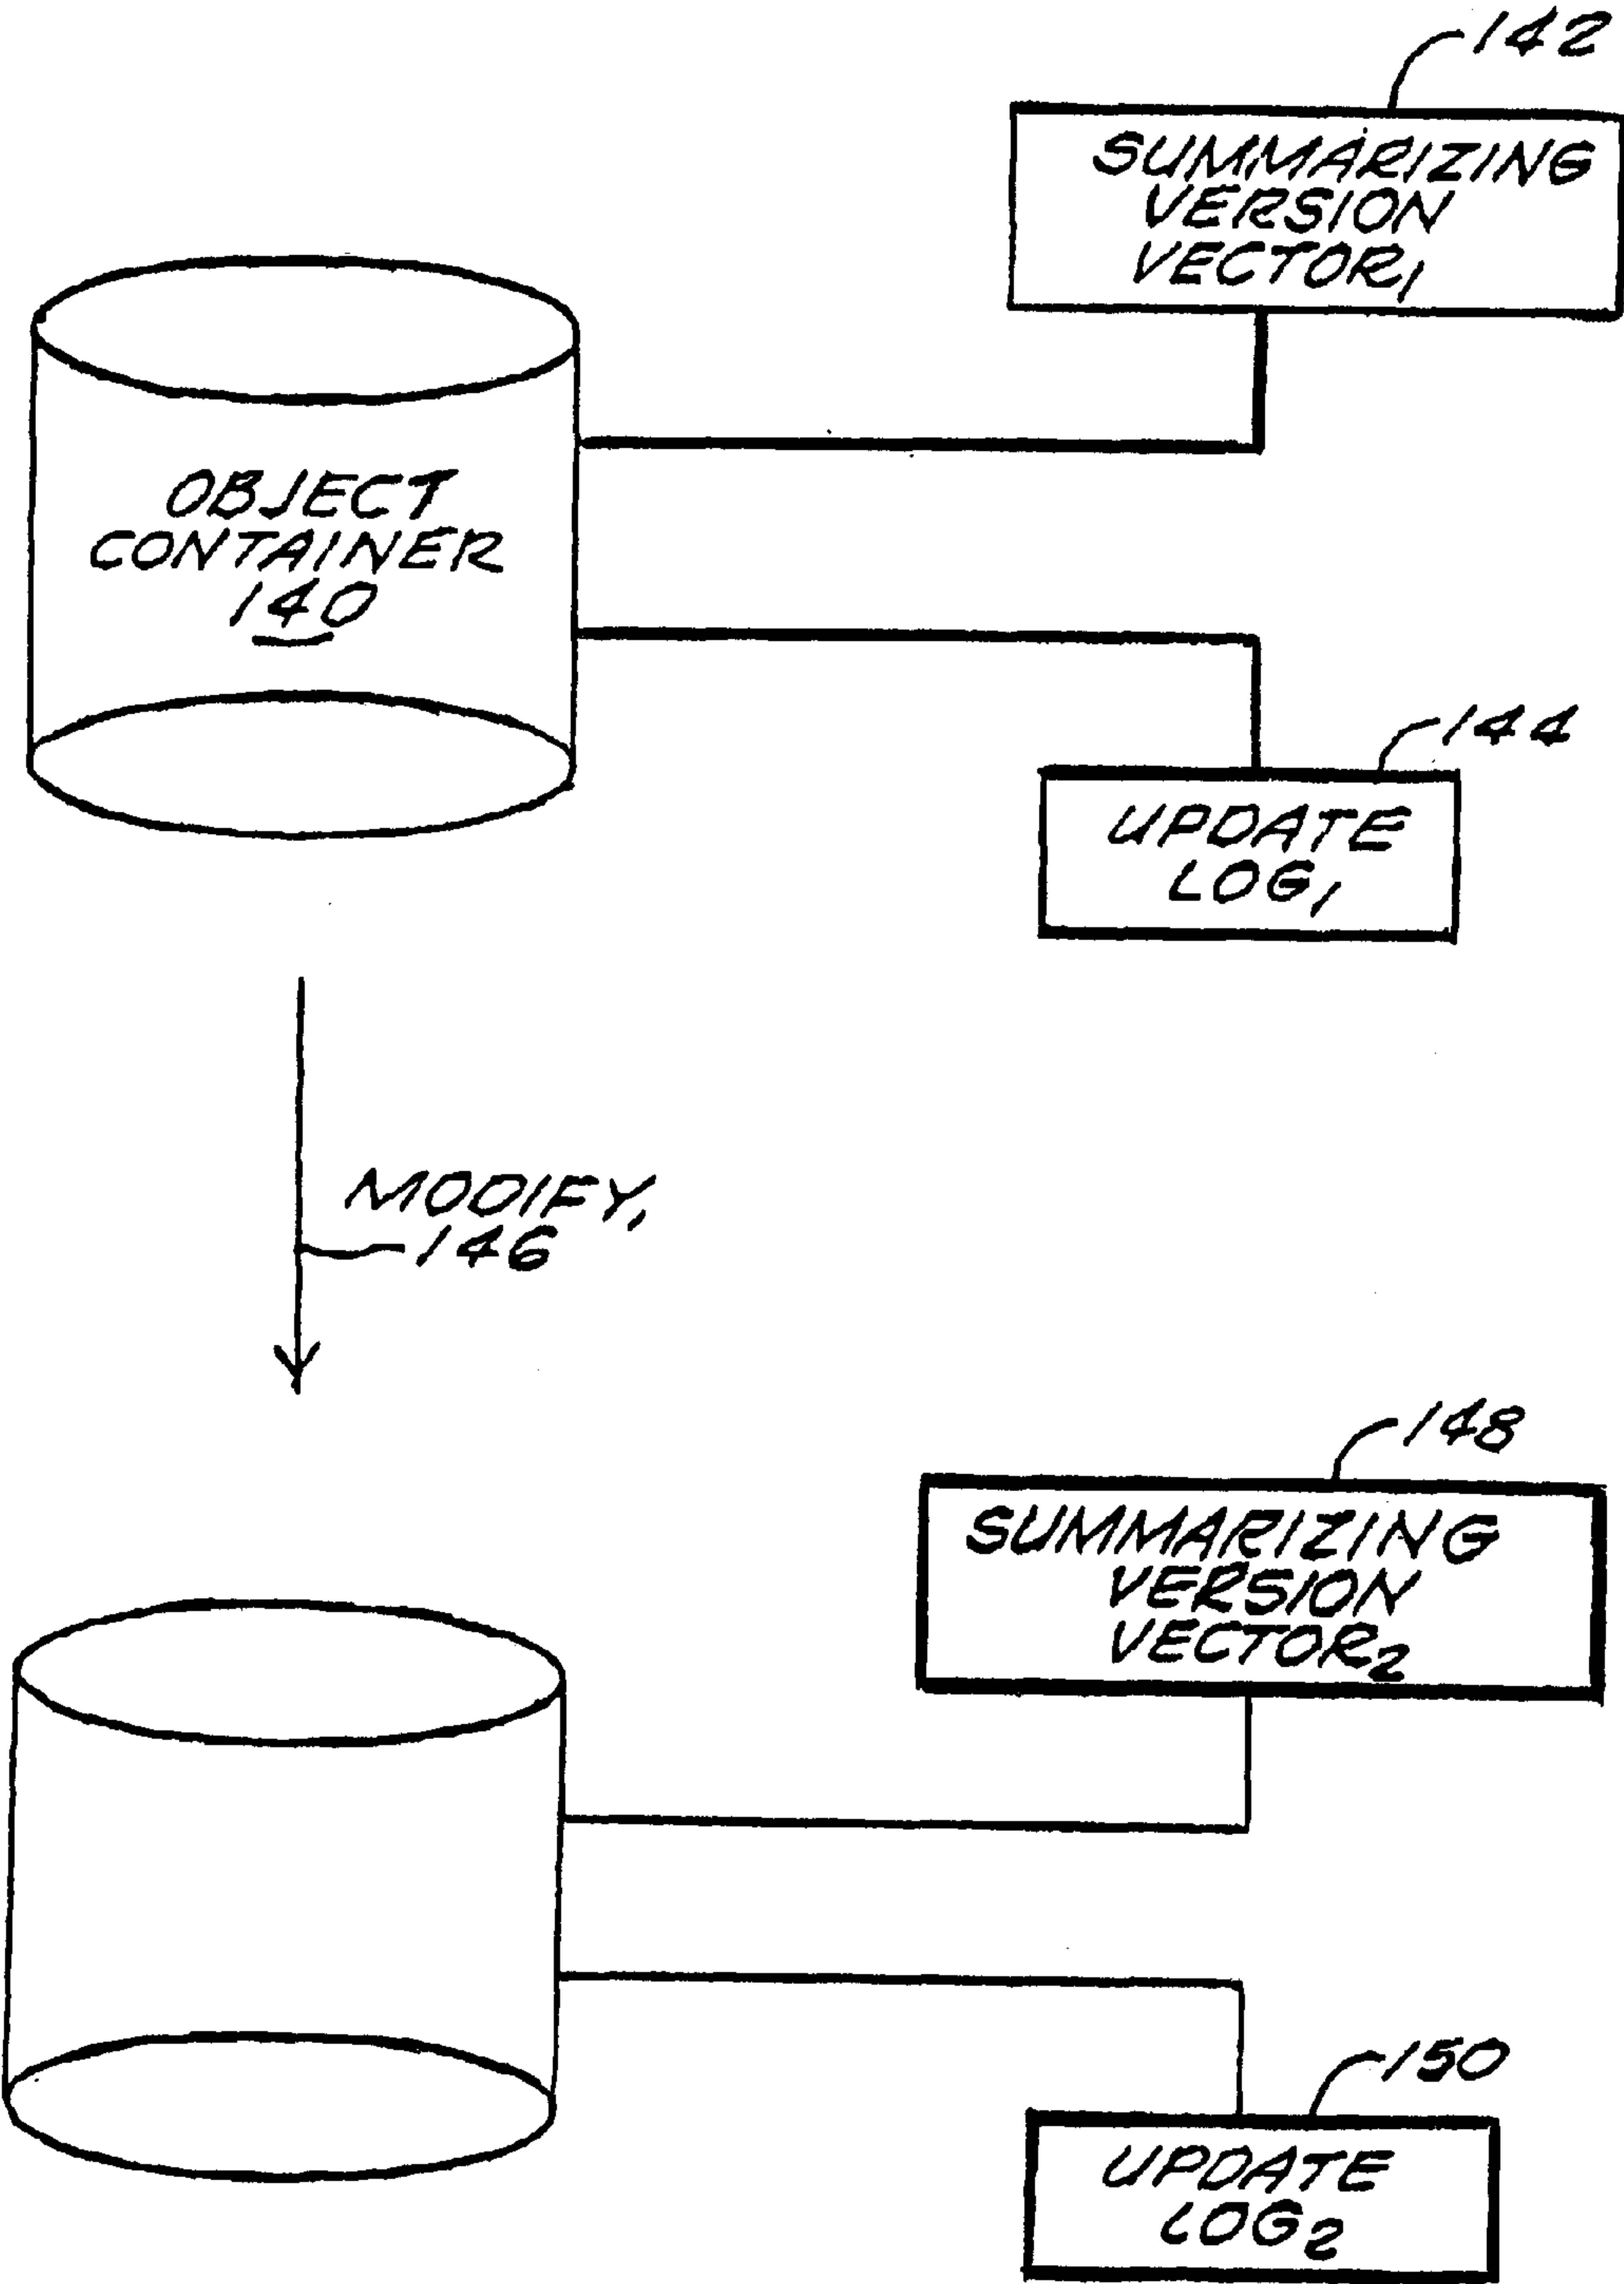 142
SUMMARIZING
VERSION
VECTOR₁
OBJECT
CONTAINER
140
144
UPDATE
LOG₁
MODIFY,
146
148
SUMMARIZING
VERSION
VECTOR₂
150
UPDATE
LOG₂